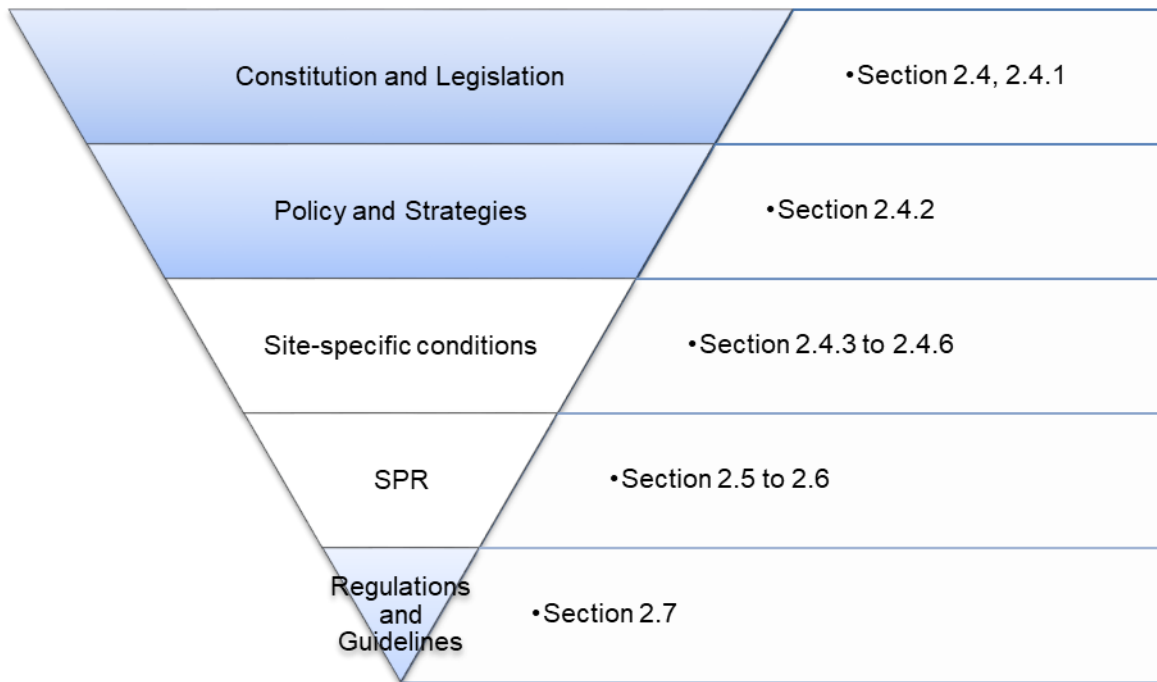 Constitution and Legislation
•Section 2.4, 2.4.1
Policy and Strategies
•Section 2.4.2
Site-specific conditions
•Section 2.4.3 to 2.4.6
SPR
•Section 2.5 to 2.6
Regulations
and
Guidelines
•Section 2.7